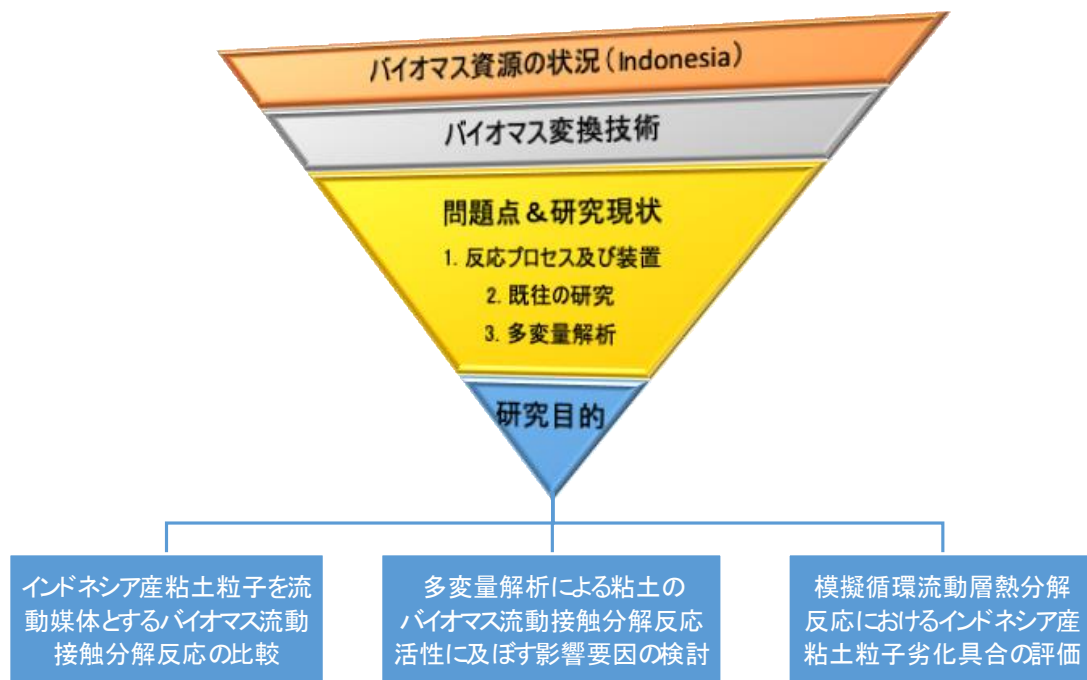 バイオマス資源の状況(Indonesia)
バイオマス変換技術
問題点&研究現状
1. 反応プロセス及び装置
2. 既往の研究
3. 多変量解析
研究目的
インドネシア産粘土粒子を流
動媒体とするバイオマス流動
接触分解反応の比較
多変量解析による粘土の
バイオマス流動接触分解反応
活性に及ぼす影響要因の検討
模擬循環流動層熱分解
反応におけるインドネシア産
粘土粒子劣化具合の評価